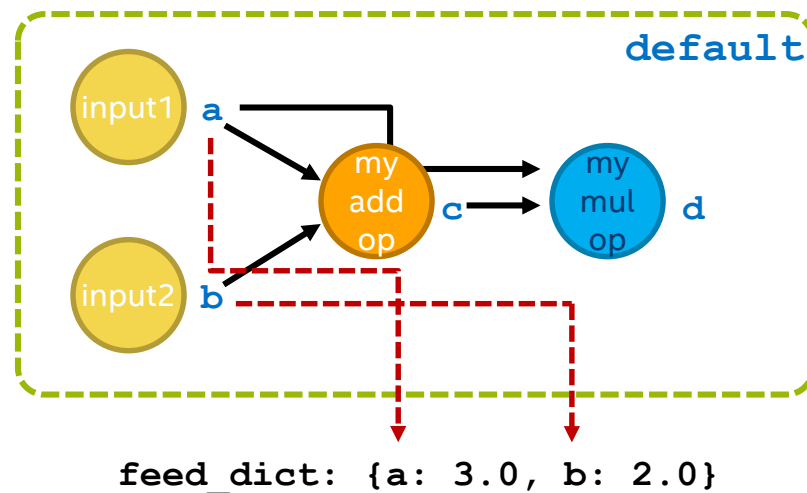 default
input1
a
my
add
op
c
my
mul
op
d
input2
b
feed_dict: {a: 3.0, b: 2.0}